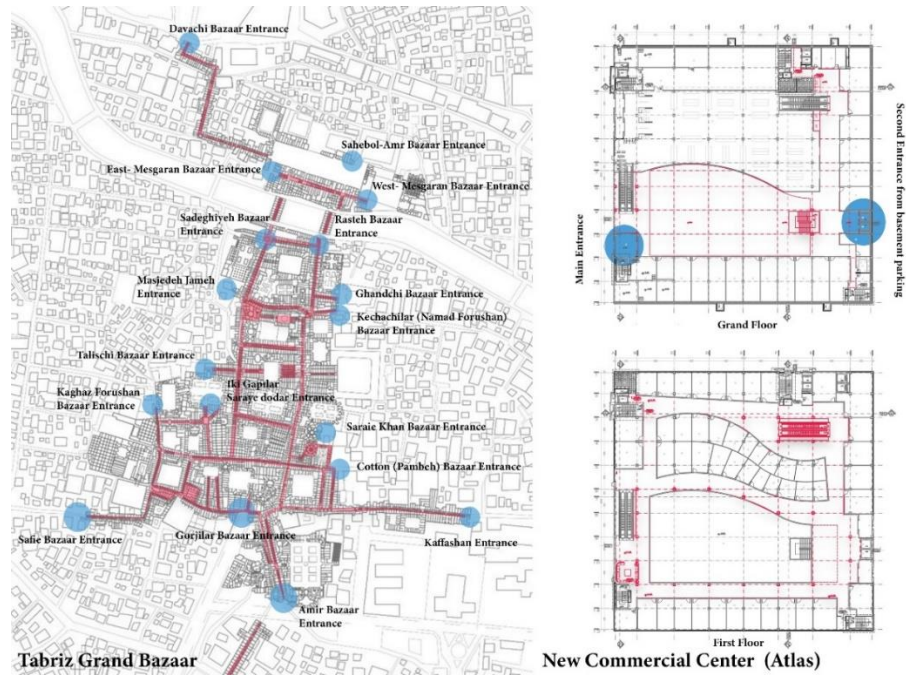 Davachi Bazaar Entrance
Sahebol-Amr Bazaar Entrance
East- Mesgaran Bazaar Entrance
West- Mesgaran Bazaar Entrance
Sadeghiyeh Bazaar
Entrance
Rasteh Bazaar
Entrance
Masjedeh Jameh
Entrance
Ghandchi Bazaar Entrance
Kechachilar (Namad Forushan)
Bazaar Entrance
Talischi Bazaar Entrance
Iki Gapilar
Saraye dodar Entrance
Kaghaz Forushan
Bazaar Entrance
Saraie Khan Bazaar Entrance
Cotton (Pambeh) Bazaar Entrance
Safie Bazaar Entrance
Gorjilar Bazaar Entrance
Kaffashan Entrance
Amir Bazaar
Entrance
Tabriz Grand Bazaar
Main Entrance
Second Entrance from basement parking
Grand Floor
First Floor
New Commercial Center (Atlas)